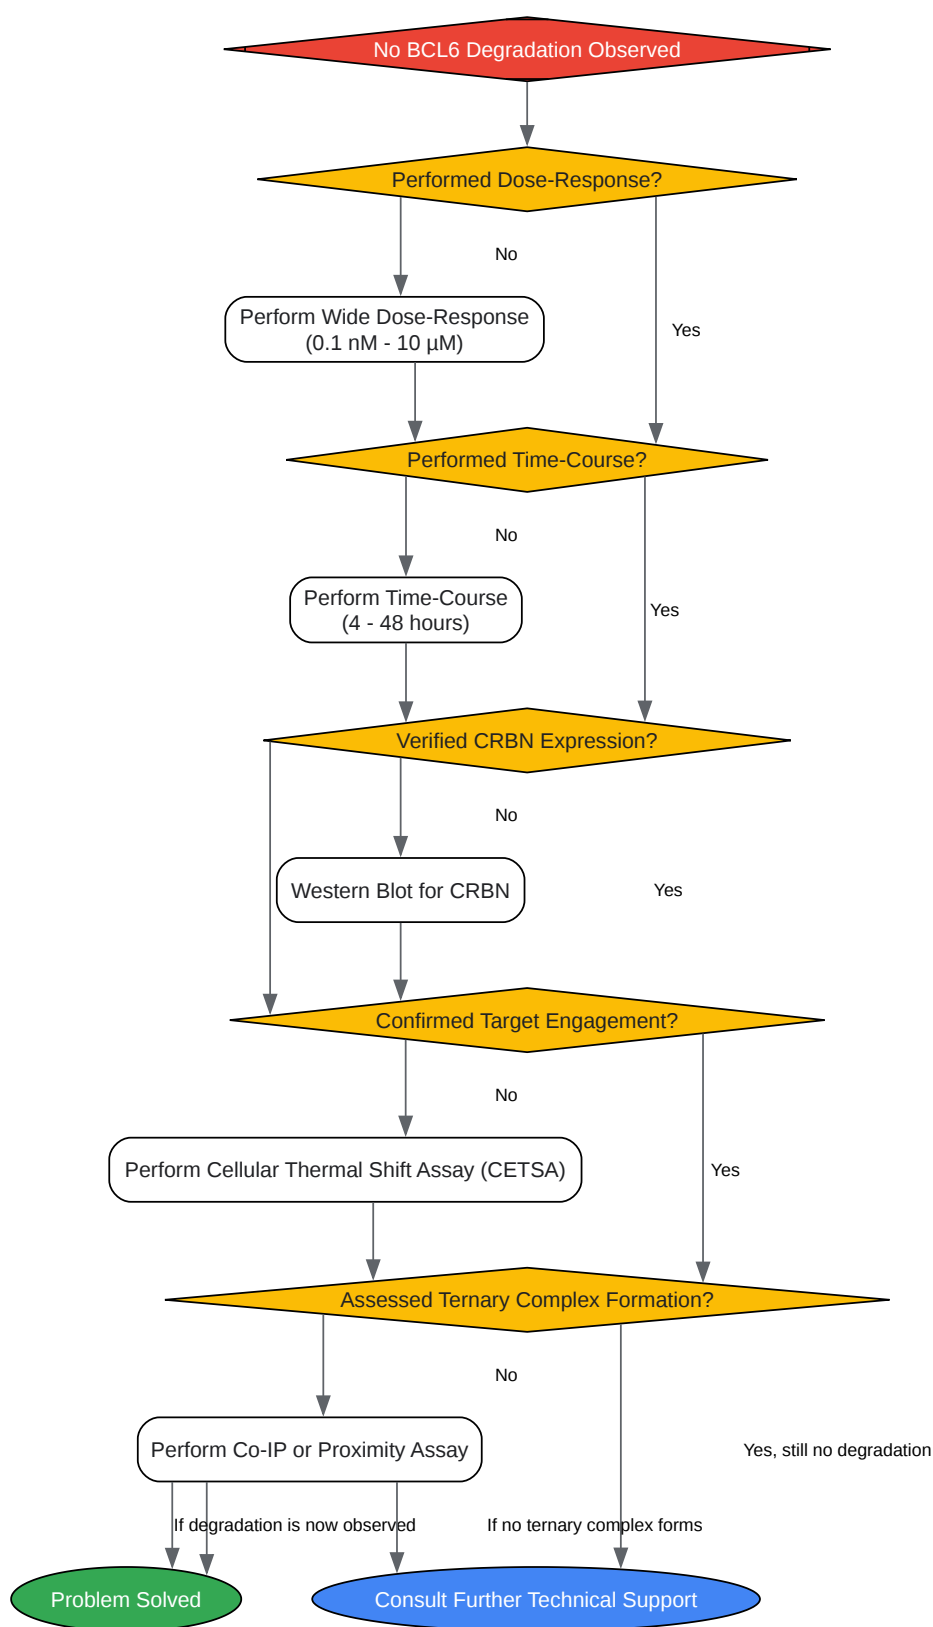 No BCL6 Degradation Observed
Performed Dose-Response?
No
Perform Wide Dose-Response
(0.1 nM - 10 µM)
Yes
Performed Time-Course?
No
Perform Time-Course
(4 - 48 hours)
Yes
Verified CRBN Expression?
No
Western Blot for CRBN
Yes
Confirmed Target Engagement?
No
Perform Cellular Thermal Shift Assay (CETSA)
Yes
Assessed Ternary Complex Formation?
No
Perform Co-IP or Proximity Assay
Yes, still no degradation
If degradation is now observed
If no ternary complex forms
Problem Solved
Consult Further Technical Support